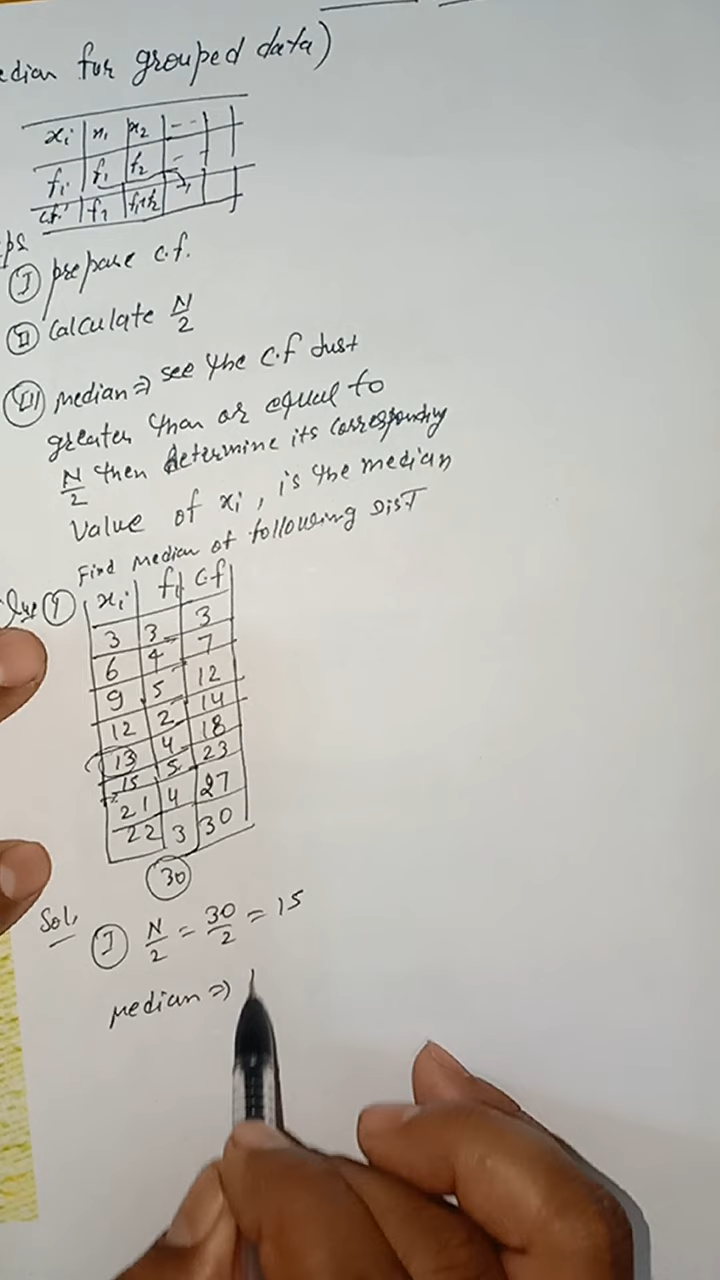 edian for grouped data)
xi x1 x2 --
fi f1 f2 -
cf f1 f1+f2
ps
I prepare c.f.
II Calculate N/2
III Median ⇒ see the c.f Just
greater than or equal to
N/2 then determine its corresponding
Value of xi, is the median
Find Median of following DIST
Que 1 xi fi c.f
3 3 3
6 4 7
9 5 12
12 2 14
13 4 18
15 5 23
21 4 27
22 3 30
30
Sol.
I N/2 = 30/2 = 15
Median ⇒